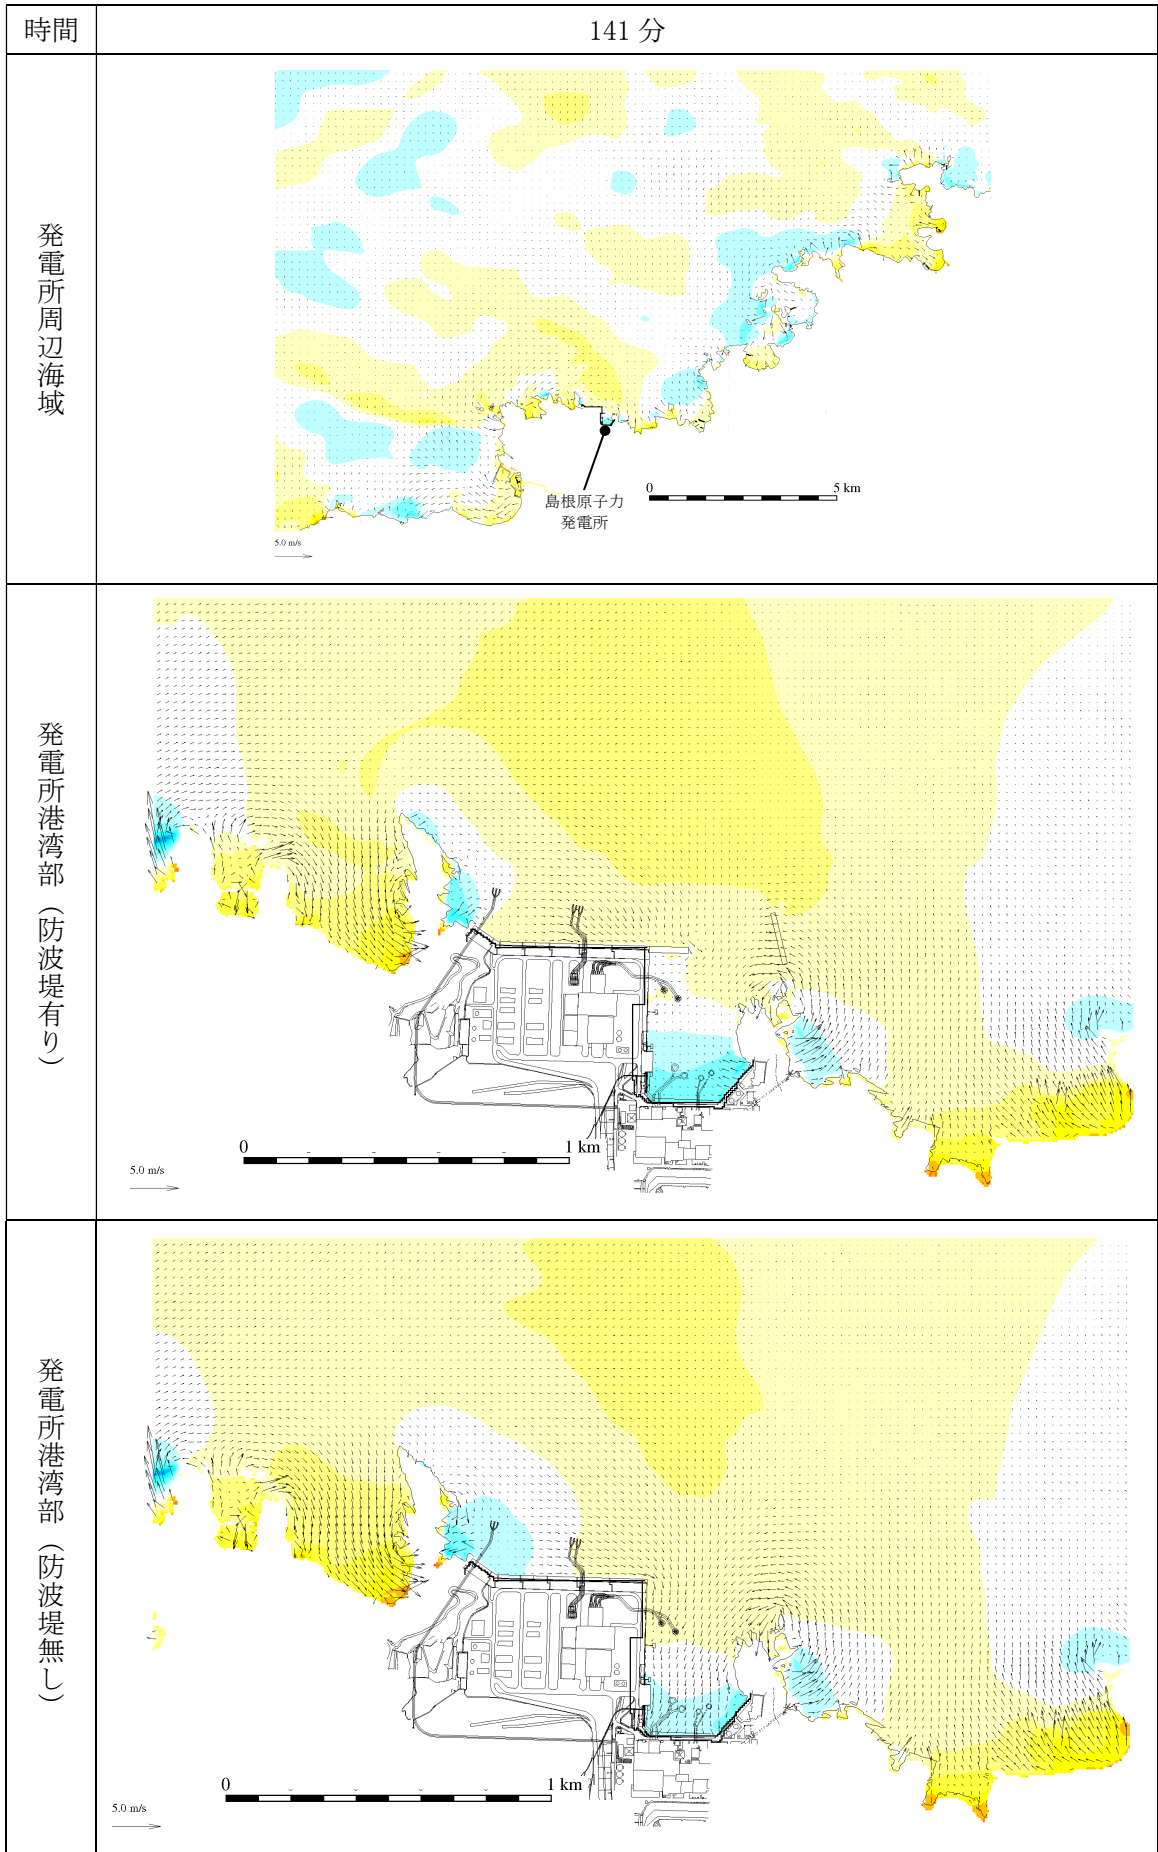 時間
141 分
発電所周辺海域
島根原子力
発電所
0 5 km
5.0 m/s
発電所港湾部（防波堤有り）
0 1 km
5.0 m/s
発電所港湾部（防波堤無し）
0 1 km
5.0 m/s